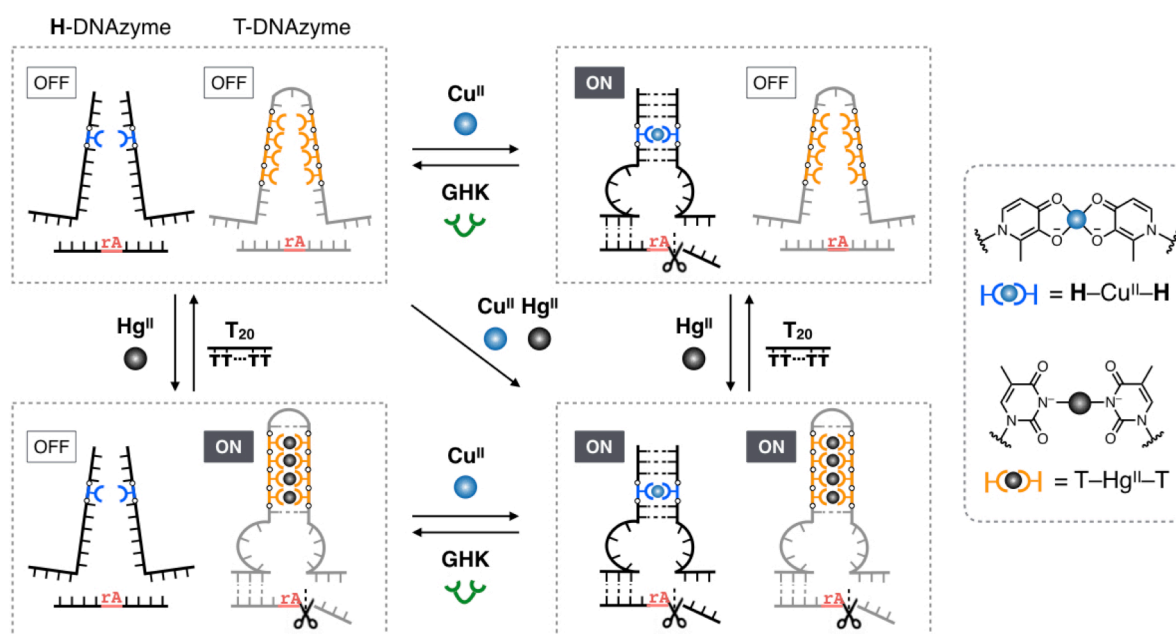 H-DNAzyme T-DNAzyme
OFF OFF
rA
Cu^II
GHK
ON OFF
rA
Hg^II
T₂₀
TT···TT
Cu^II Hg^II
Hg^II
T₂₀
TT···TT
OFF ON
rA rA
Cu^II
GHK
ON ON
rA rA
O O
N O⁻ ⁻O N
= H–Cu^II–H
O O
N⁻ N⁻
N O O N
= T–Hg^II–T